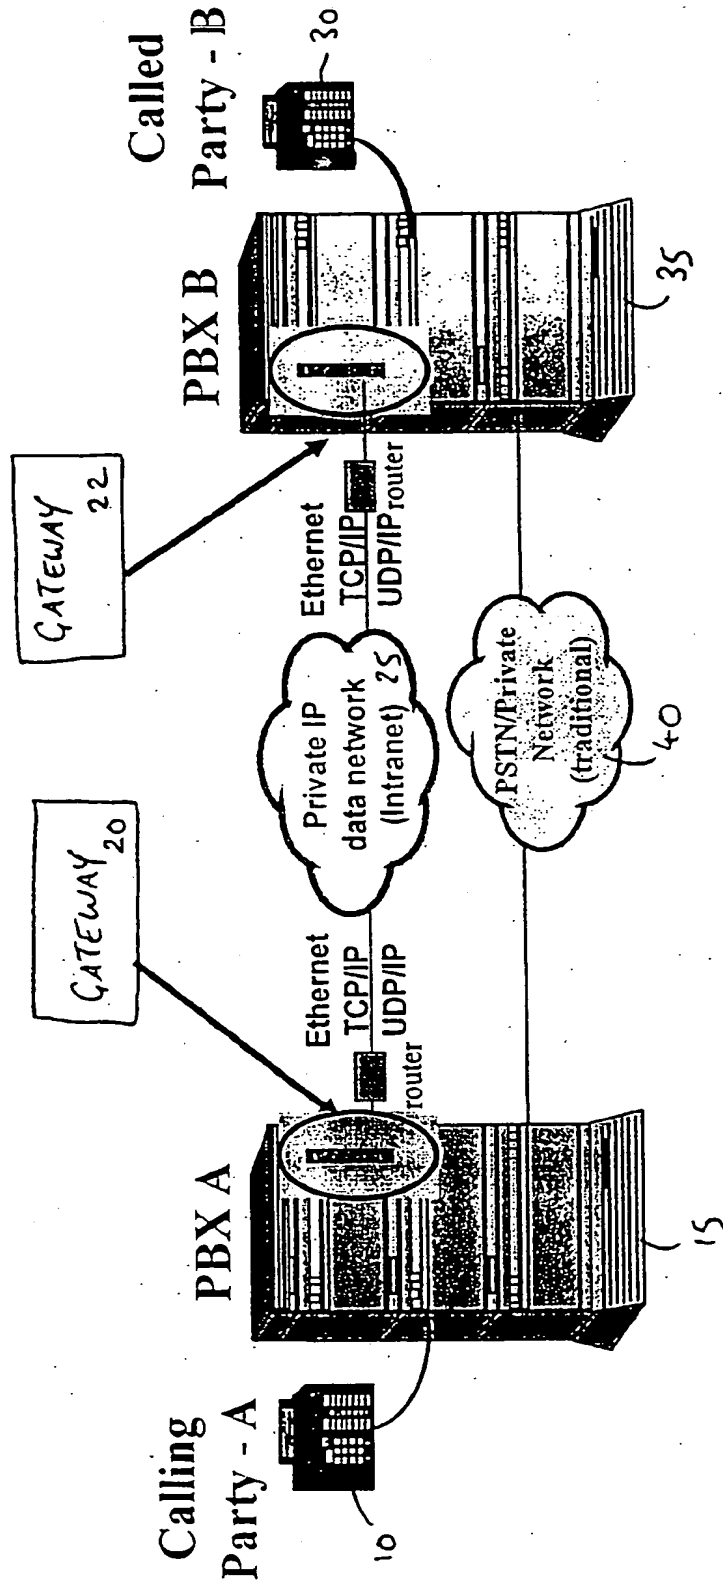 Calling
Party - A
10
PBX A
15
GATEWAY
20
router
Ethernet
TCP/IP
UDP/IP
Private IP
data network
(Intranet) 25
PSTN/Private
Network
(traditional)
40
Ethernet
TCP/IP
UDP/IP
router
GATEWAY
22
PBX B
35
Called
Party - B
30